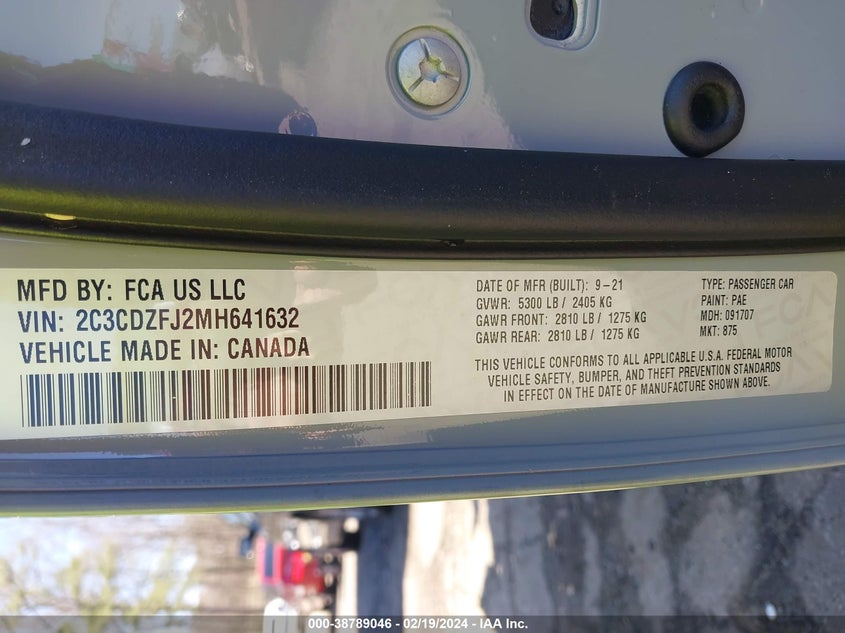 MFD BY: FCA US LLC
VIN: 2C3CDZFJ2MH641632
VEHICLE MADE IN: CANADA
DATE OF MFR (BUILT): 9-21
GVWR: 5300 LB / 2405 KG
GAWR FRONT: 2810 LB / 1275 KG
GAWR REAR: 2810 LB / 1275 KG
TYPE: PASSENGER CAR
PAINT: PAE
MDH: 091707
MKT: 875
THIS VEHICLE CONFORMS TO ALL APPLICABLE U.S.A. FEDERAL MOTOR
VEHICLE SAFETY, BUMPER, AND THEFT PREVENTION STANDARDS
IN EFFECT ON THE DATE OF MANUFACTURE SHOWN ABOVE.
000-38789046 - 02/19/2024 - IAA Inc.